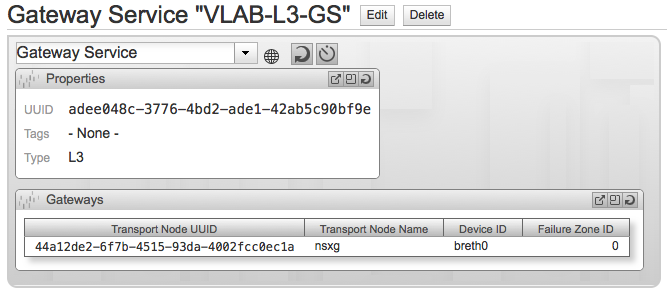 Gateway Service "VLAB-L3-GS" Edit Delete
Gateway Service
Properties
UUID adee048c-3776-4bd2-ade1-42ab5c90bf9e
Tags - None -
Type L3
Gateways
Transport Node UUID Transport Node Name Device ID Failure Zone ID
44a12de2-6f7b-4515-93da-4002fcc0ec1a nsxg breth0 0